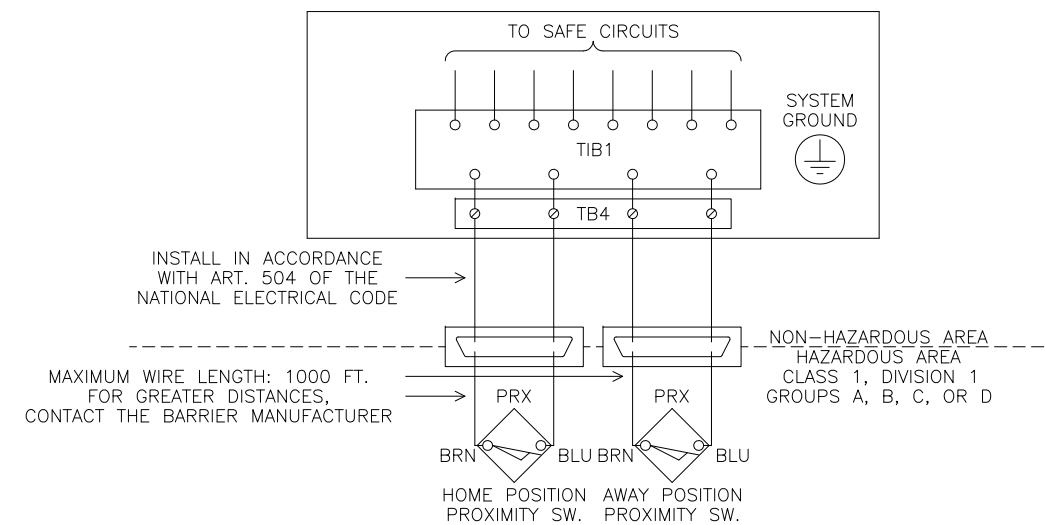 TO SAFE CIRCUITS
SYSTEM
GROUND
TIB1
TB4
INSTALL IN ACCORDANCE
WITH ART. 504 OF THE
NATIONAL ELECTRICAL CODE
NON-HAZARDOUS AREA
HAZARDOUS AREA
CLASS 1, DIVISION 1
GROUPS A, B, C, OR D
MAXIMUM WIRE LENGTH: 1000 FT.
FOR GREATER DISTANCES,
CONTACT THE BARRIER MANUFACTURER
PRX
PRX
BRN
BLU
BRN
BLU
HOME POSITION
PROXIMITY SW.
AWAY POSITION
PROXIMITY SW.